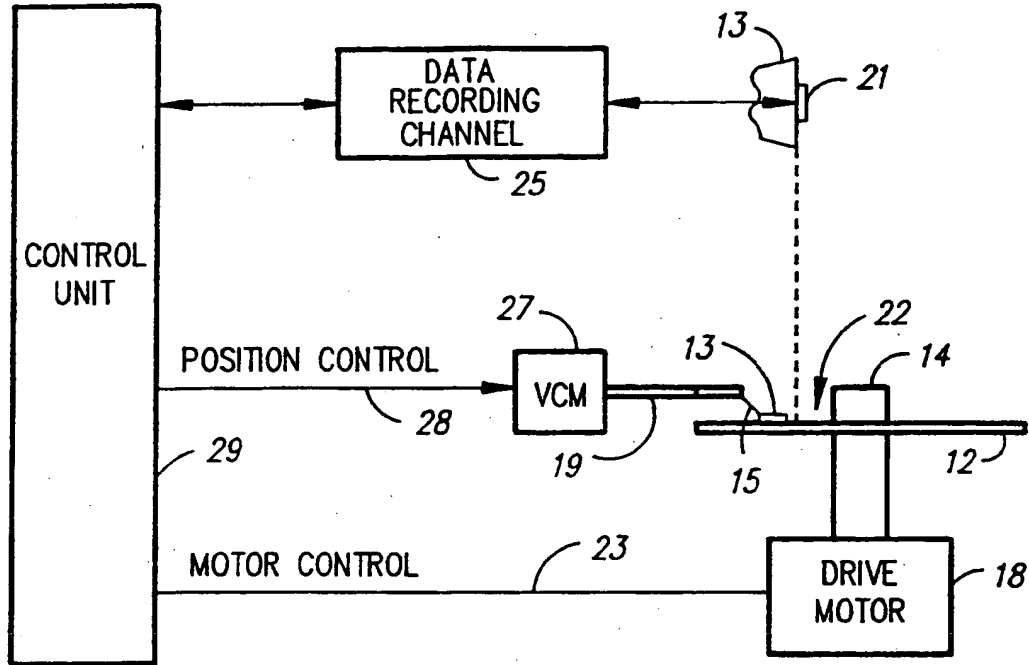 13
21
DATA
RECORDING
CHANNEL
25
CONTROL
UNIT
27
13
22
14
POSITION CONTROL
VCM
28
19
15
12
29
MOTOR CONTROL
23
DRIVE
MOTOR
18